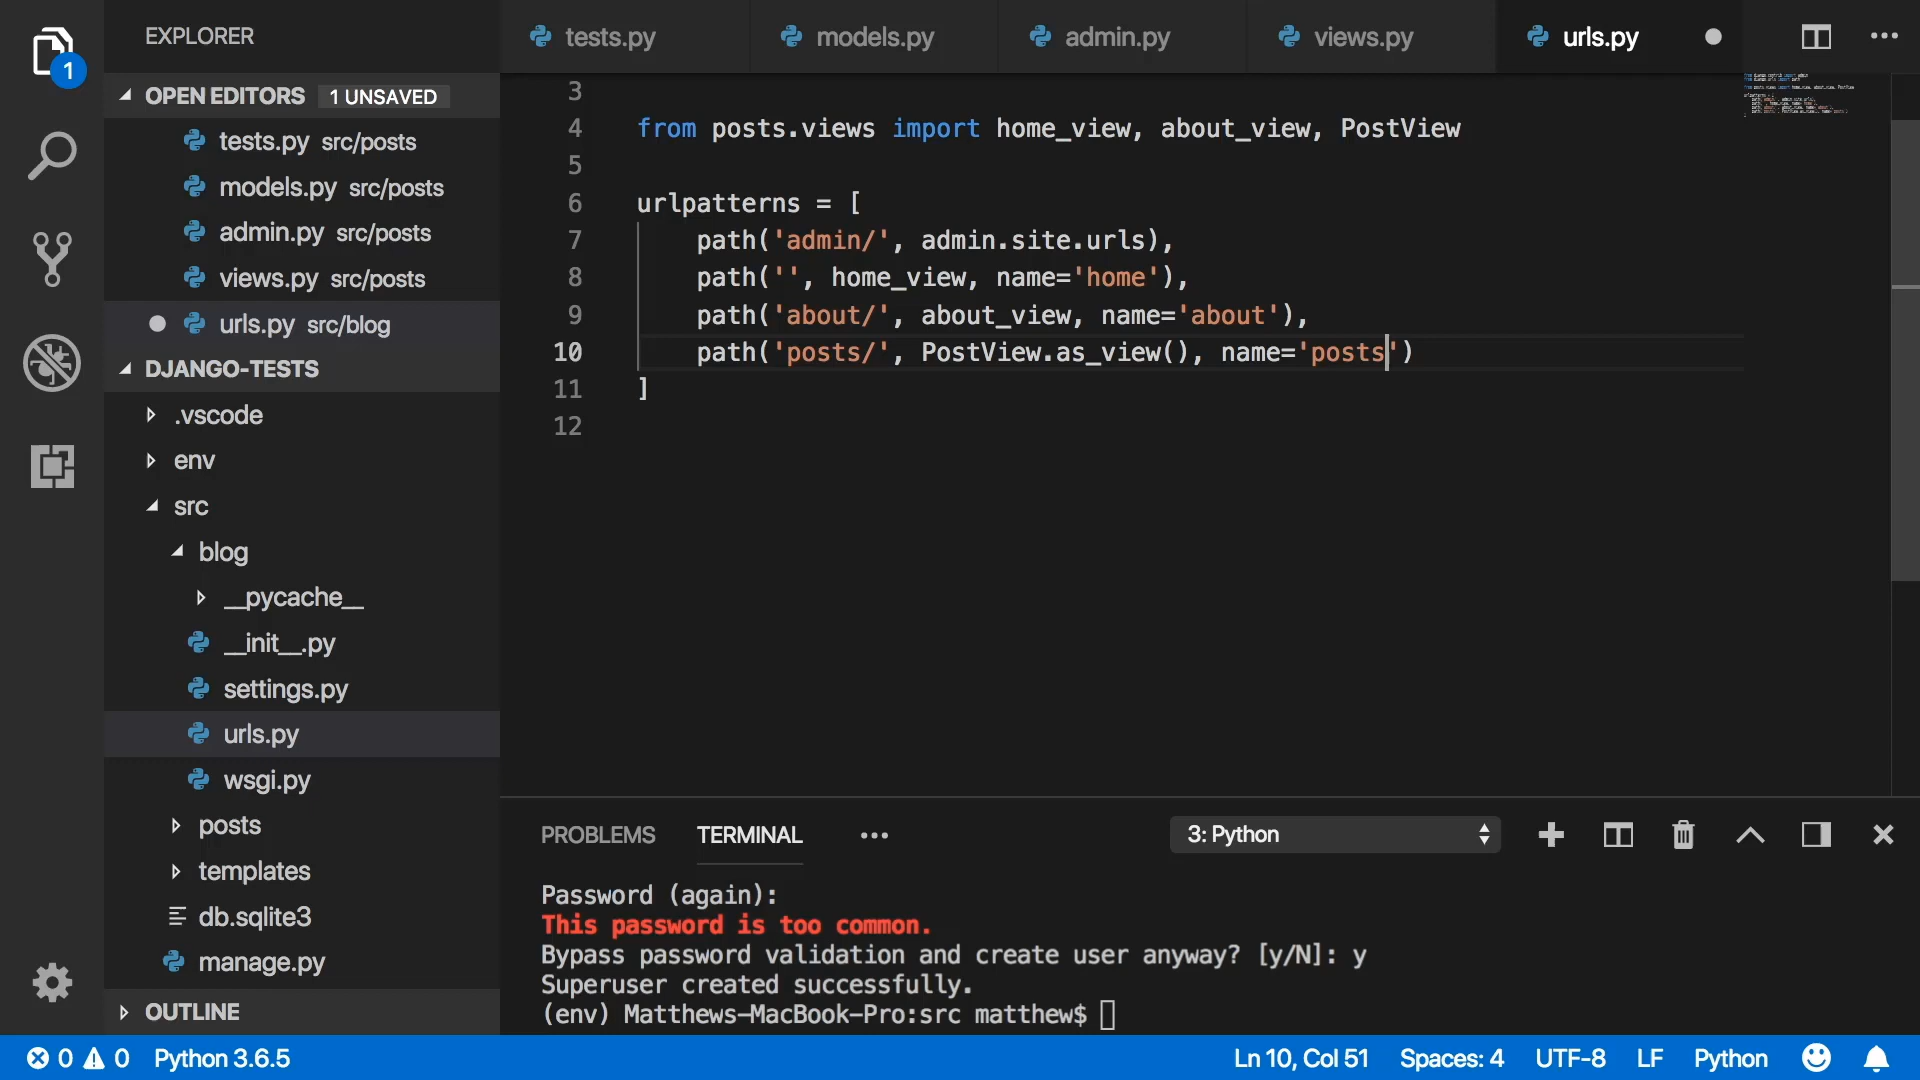 EXPLORER
1
OPEN EDITORS 1 UNSAVED
tests.py src/posts
models.py src/posts
admin.py src/posts
views.py src/posts
urls.py src/blog
DJANGO-TESTS
.vscode
env
src
blog
__pycache__
__init__.py
settings.py
urls.py
wsgi.py
posts
templates
db.sqlite3
manage.py
OUTLINE
tests.py models.py admin.py views.py urls.py
3
4 from posts.views import home_view, about_view, PostView
5
6 urlpatterns = [
7 path('admin/', admin.site.urls),
8 path('', home_view, name='home'),
9 path('about/', about_view, name='about'),
10 path('posts/', PostView.as_view(), name='posts')
11 ]
12
PROBLEMS TERMINAL 3: Python
Password (again):
This password is too common.
Bypass password validation and create user anyway? [y/N]: y
Superuser created successfully.
(env) Matthews-MacBook-Pro:src matthew$
0 0 Python 3.6.5 Ln 10, Col 51 Spaces: 4 UTF-8 LF Python